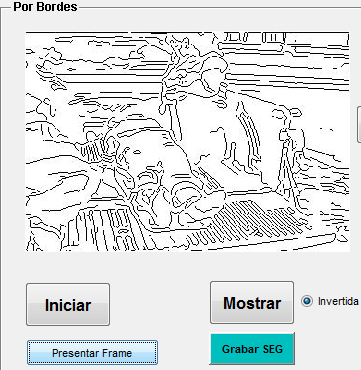 Por Bordes
Iniciar
Mostrar
Invertida
Presentar Frame
Grabar SEG